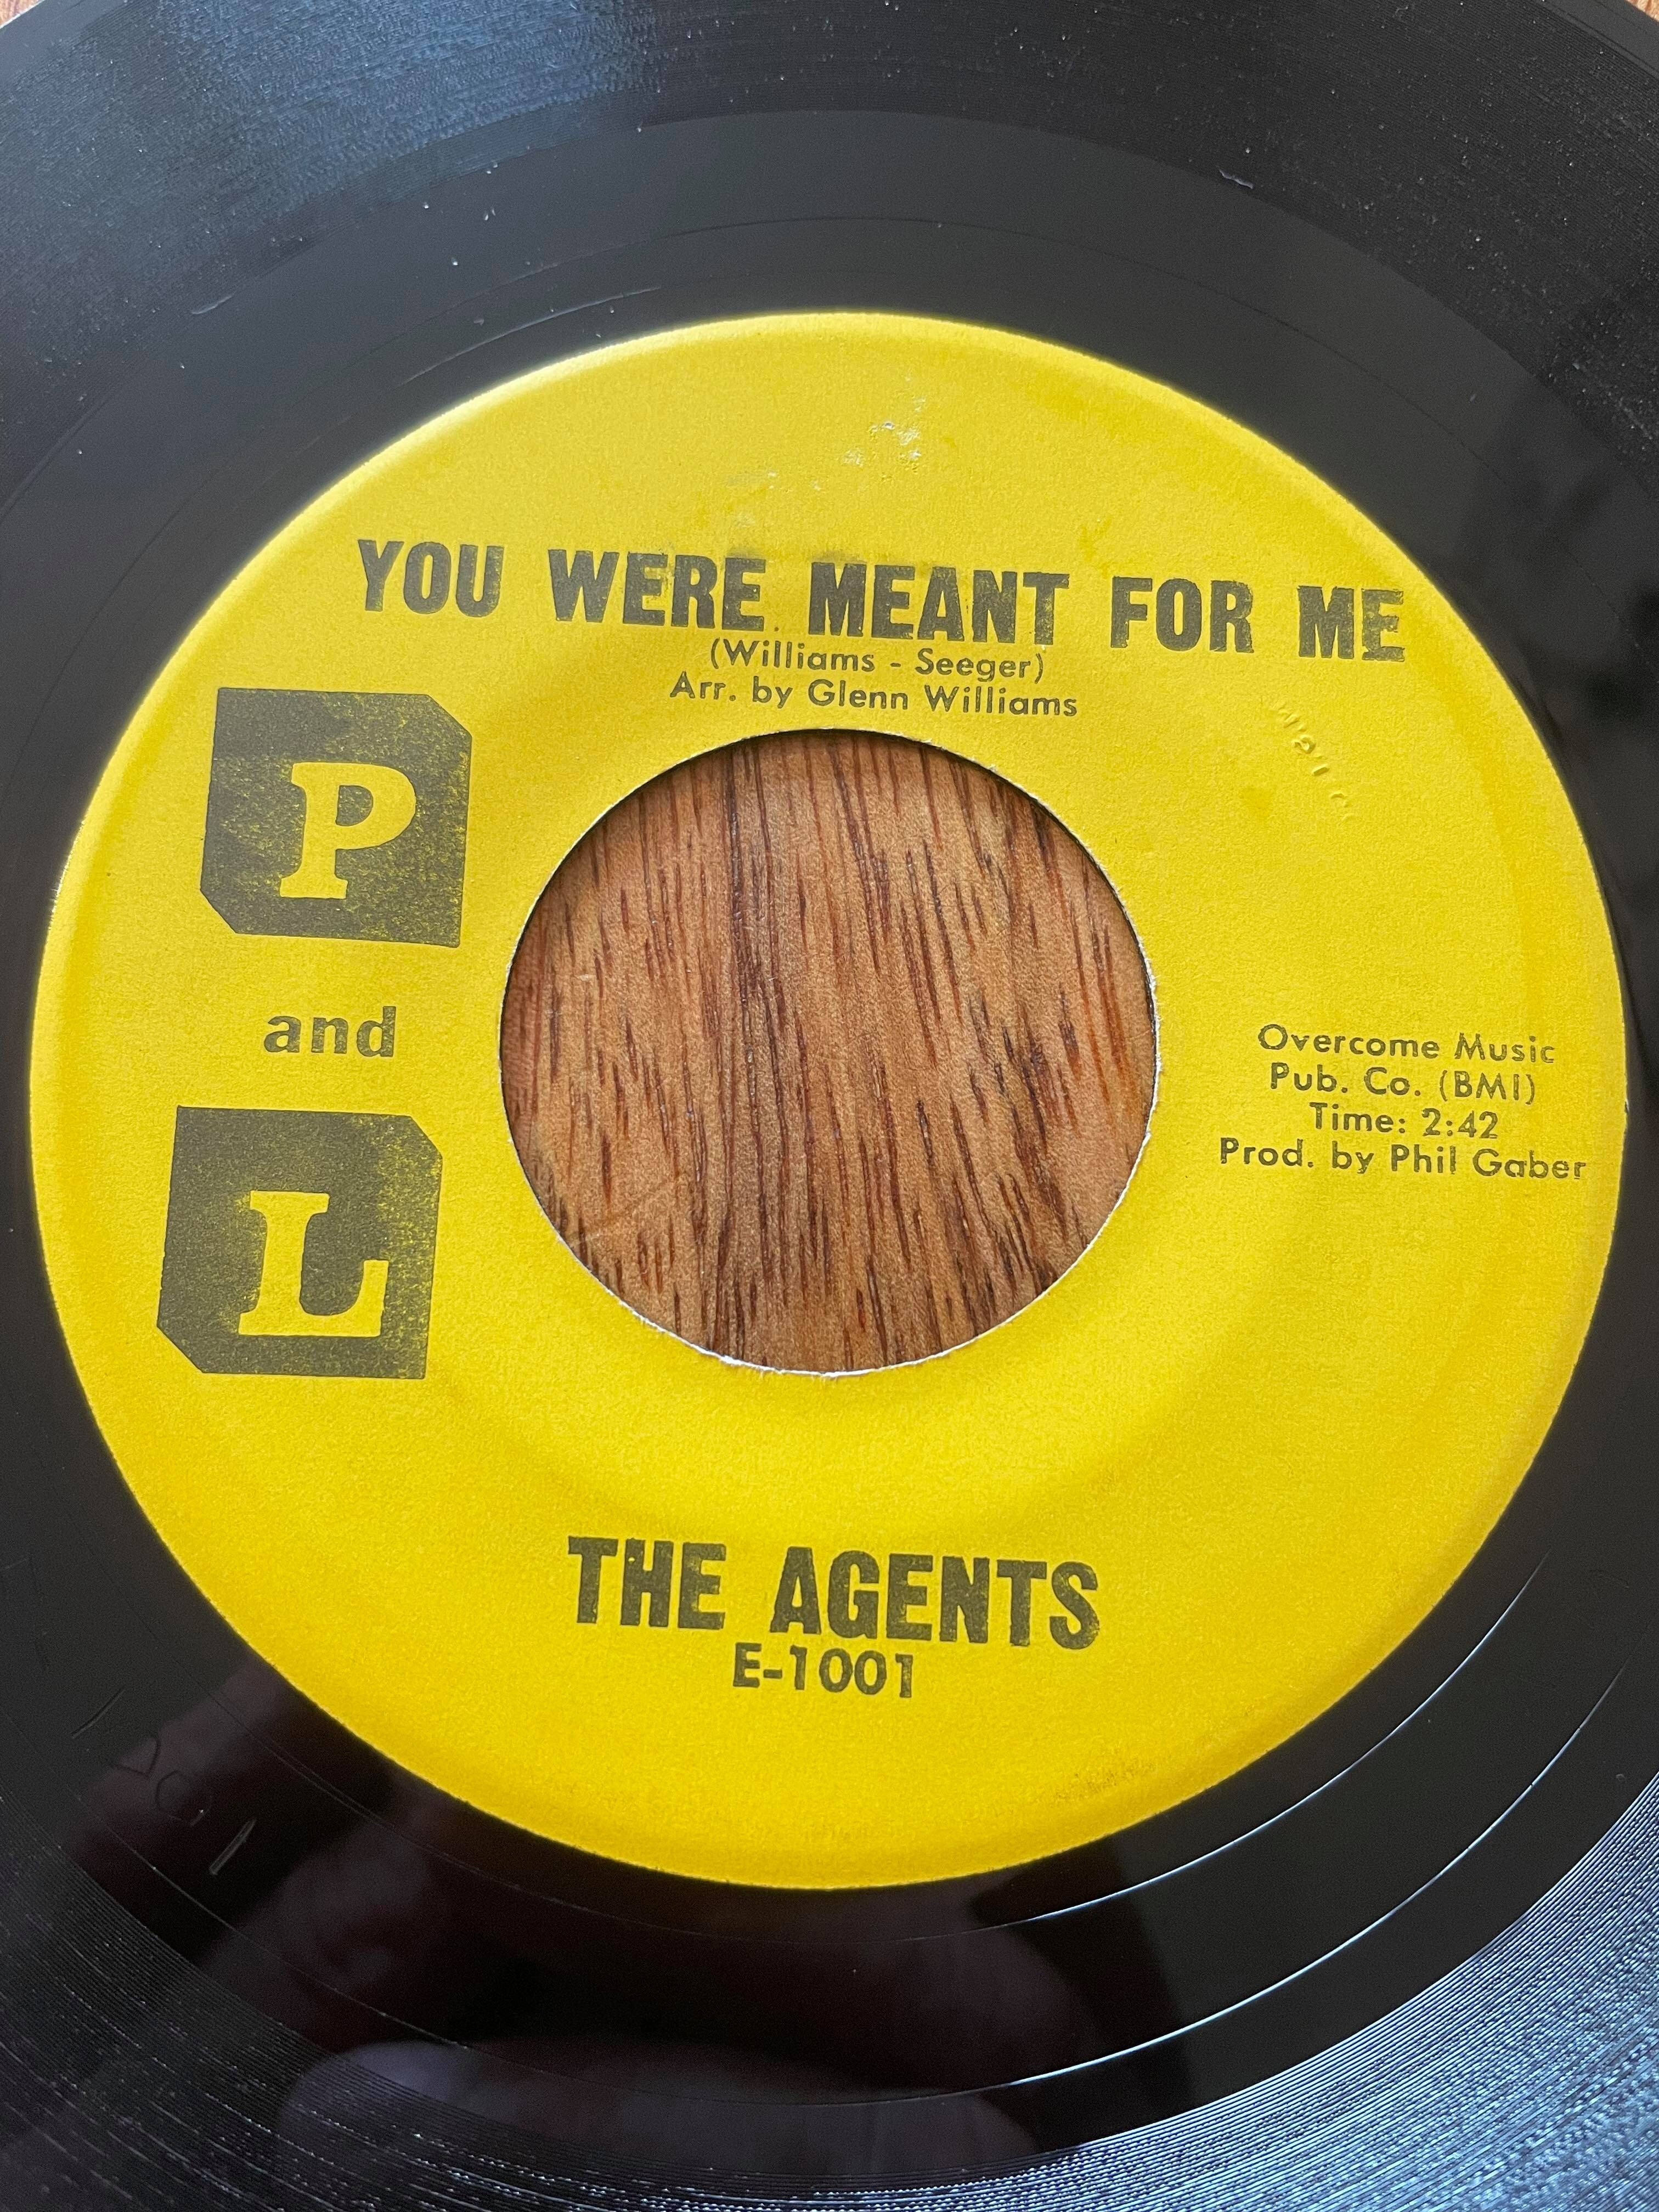 YOU WERE MEANT FOR ME
(Williams - Seeger)
Arr. by Glenn Williams
P
and
L
Overcome Music
Pub. Co. (BMI)
Time: 2:42
Prod. by Phil Gaber
THE AGENTS
E-1001